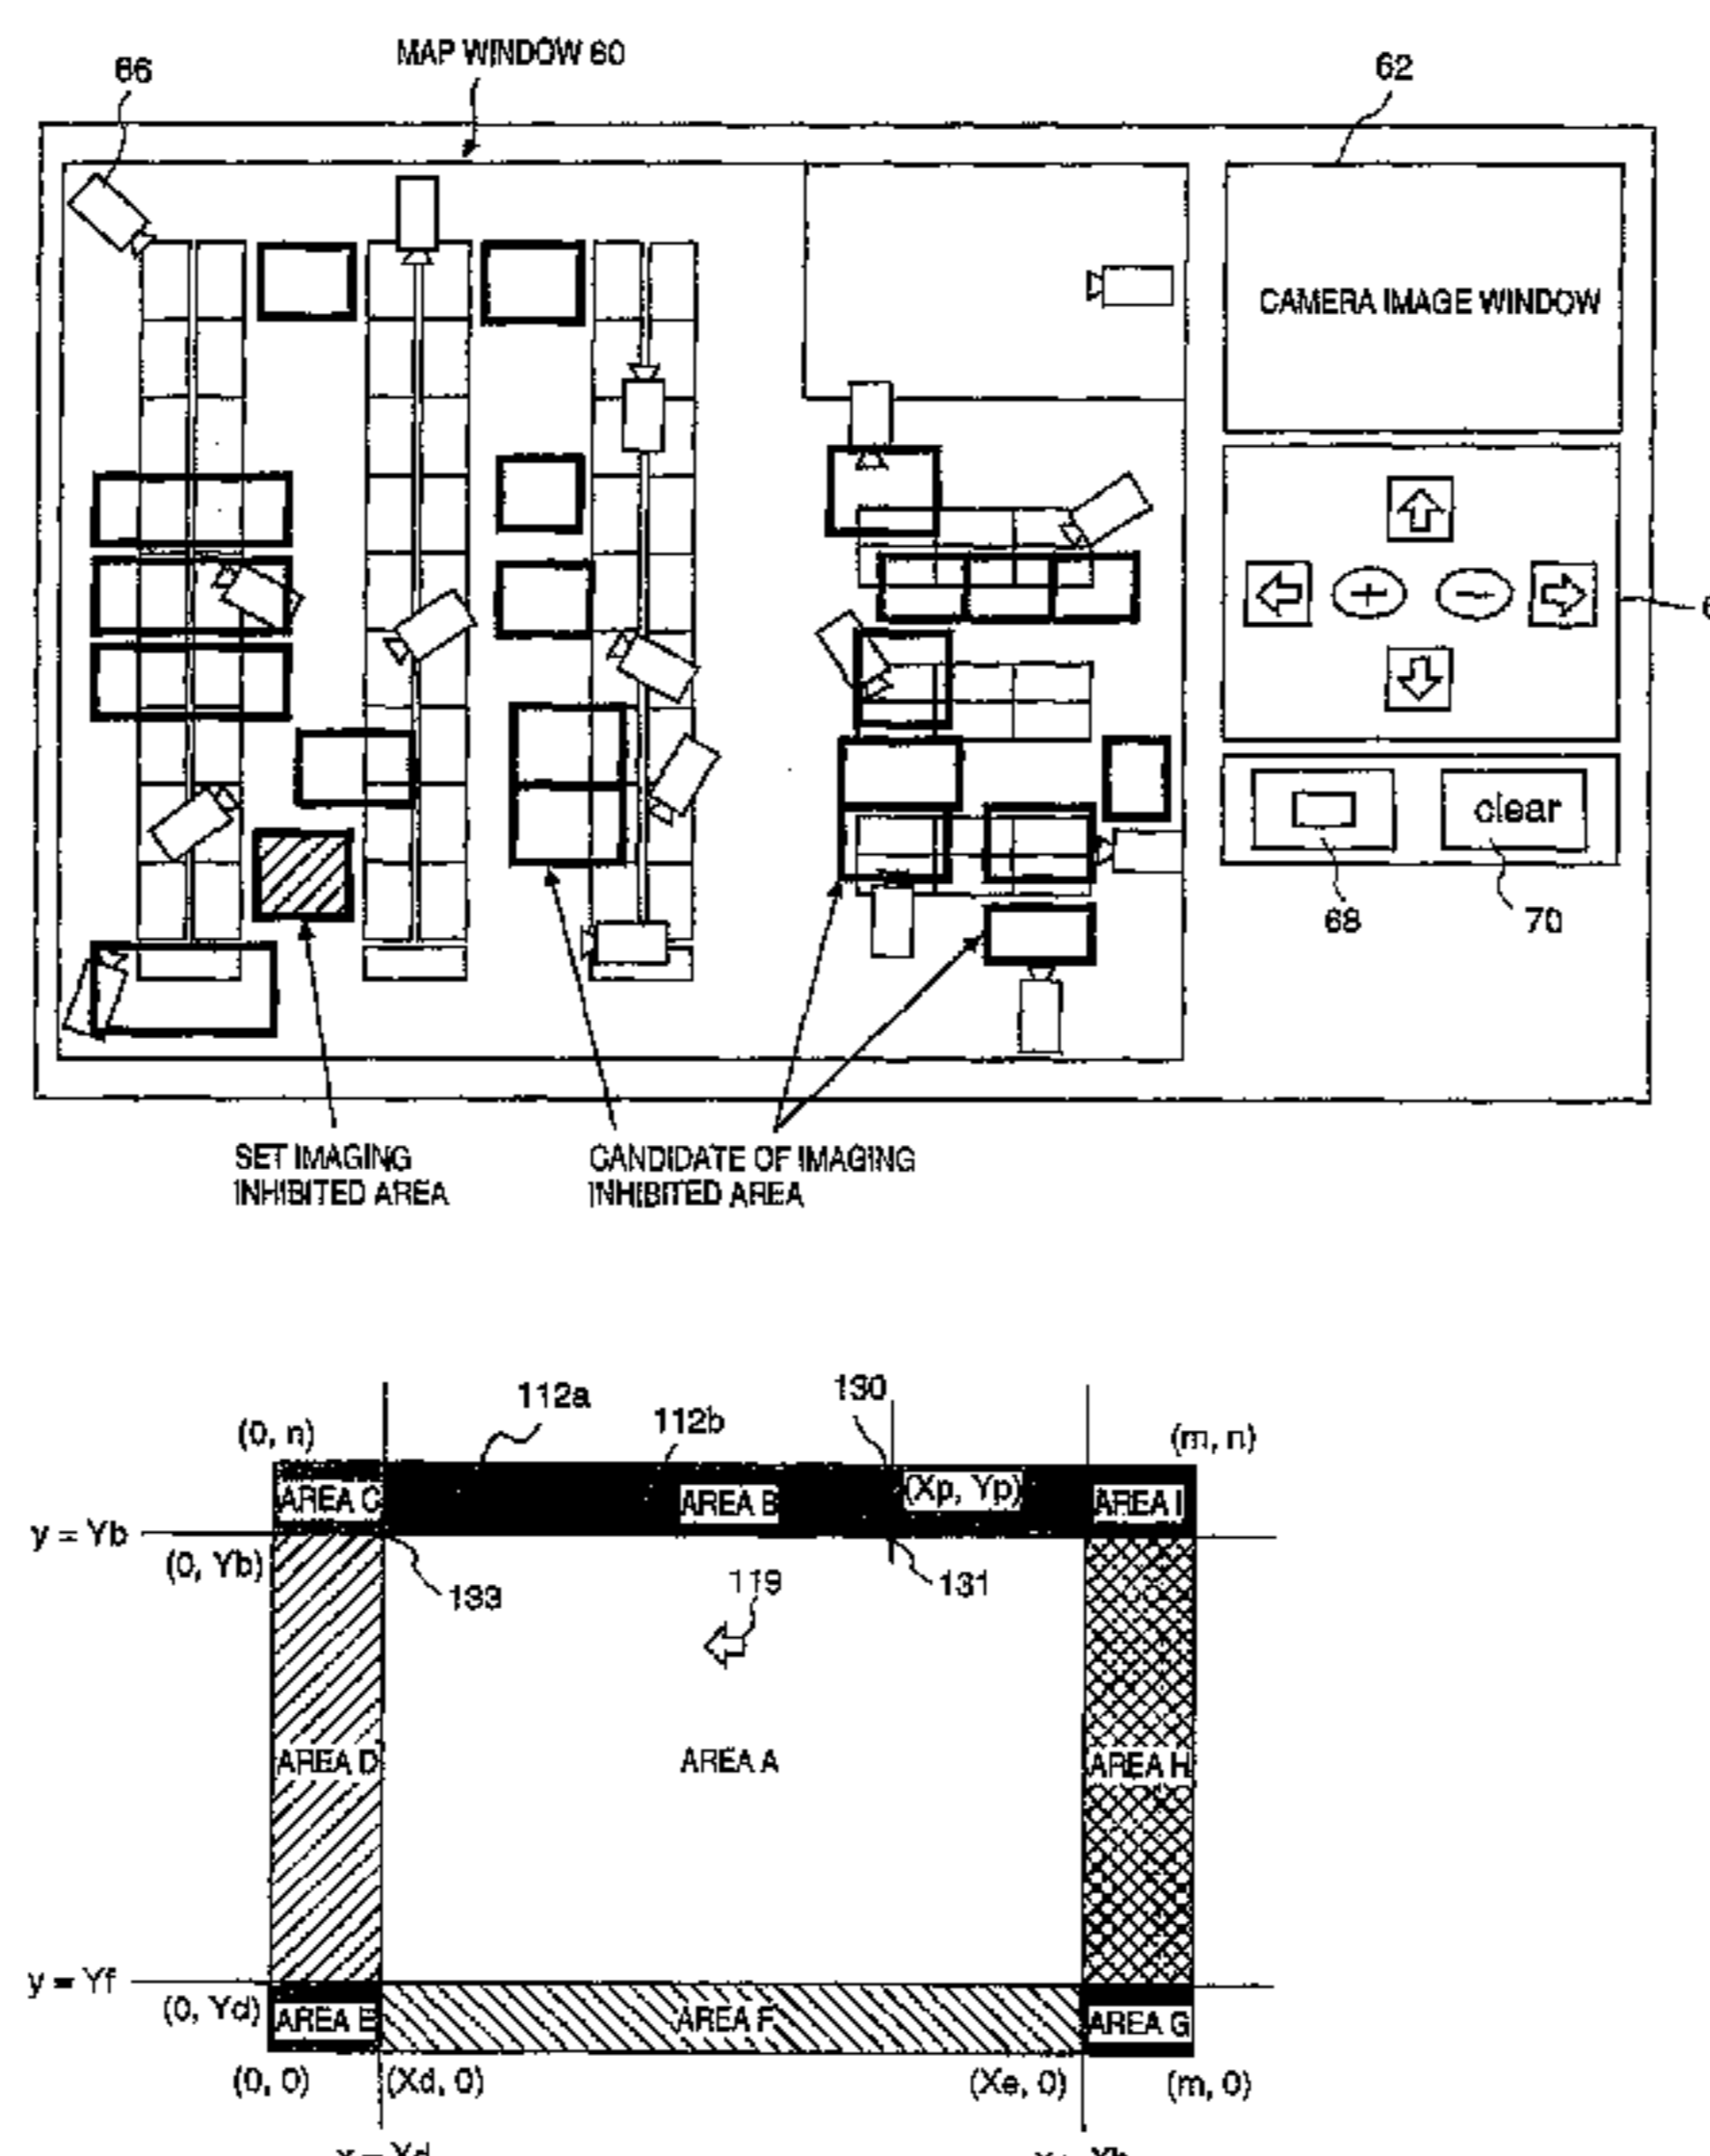 66
MAP WINDOW 60
62
CAMERA IMAGE WINDOW
clear
68
70
SET IMAGING
INHIBITED AREA
CANDIDATE OF IMAGING
INHIBITED AREA
112a
130
(0, n)
112b
(m, n)
AREA C
AREA B
(Xp, Yp)
AREA I
y = Yb
(0, Yb)
133
119
131
AREA D
AREA A
AREA H
y = Yf
(0, Yd)
AREA E
AREA F
AREA G
(0, 0)
(Xd, 0)
(Xe, 0)
(m, 0)